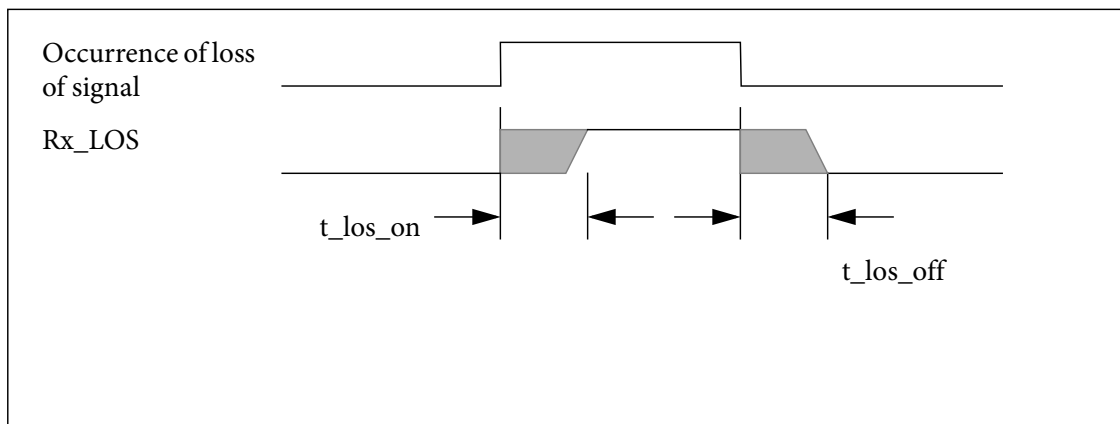 Occurrence of loss
of signal
Rx_LOS
t_los_on
t_los_off